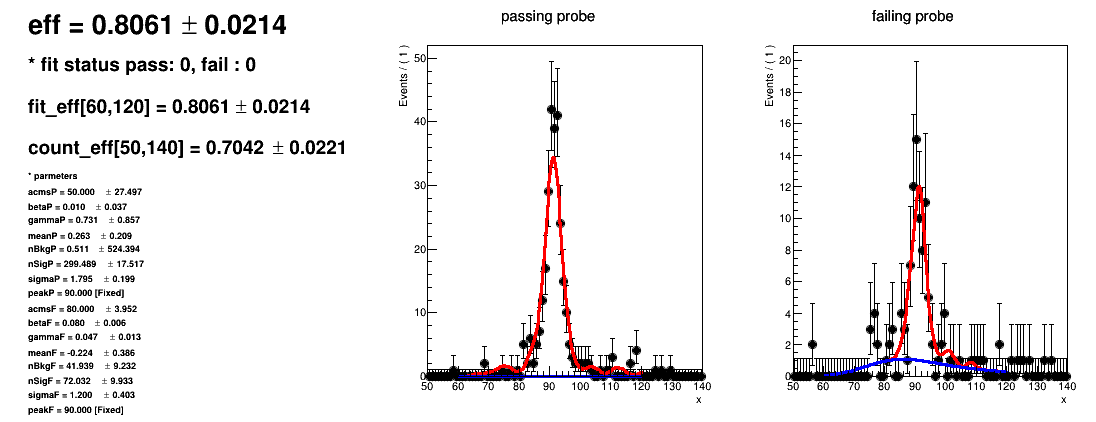 eff = 0.8061 ± 0.0214
* fit status pass: 0, fail : 0
fit_eff[60,120] = 0.8061 ± 0.0214
count_eff[50,140] = 0.7042 ± 0.0221
* parmeters
acmsP = 50.000 ± 27.497
betaP = 0.010 ± 0.037
gammaP = 0.731 ± 0.857
meanP = 0.263 ± 0.209
nBkgP = 0.511 ± 524.394
nSigP = 299.489 ± 17.517
sigmaP = 1.795 ± 0.199
peakP = 90.000 [Fixed]
acmsF = 80.000 ± 3.952
betaF = 0.080 ± 0.006
gammaF = 0.047 ± 0.013
meanF = -0.224 ± 0.386
nBkgF = 41.939 ± 9.232
nSigF = 72.032 ± 9.933
sigmaF = 1.200 ± 0.403
peakF = 90.000 [Fixed]
passing probe
Events / ( 1 )
50
40
30
20
10
0
50 60 70 80 90 100 110 120 130 140
x
failing probe
Events / ( 1 )
20
18
16
14
12
10
8
6
4
2
0
50 60 70 80 90 100 110 120 130 140
x